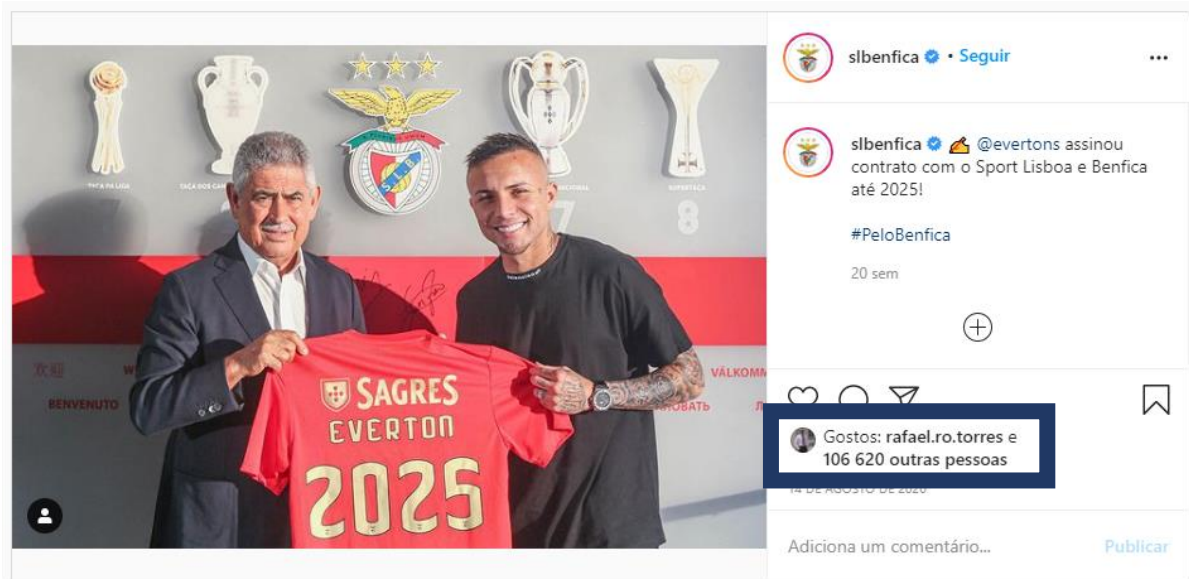 slbenfica • Seguir
slbenfica ✍ @evertons assinou
contrato com o Sport Lisboa e Benfica
até 2025!
#PeloBenfica
20 sem
Gostos: rafael.ro.torres e
106 620 outras pessoas
14 DE AGOSTO DE 2020
Adiciona um comentário... Publicar
TAÇA DA LIGA
SUPERTAÇA
8
S L B
BENVENUTO
VÄLKOMM
SAGRES
EVERTON
2025